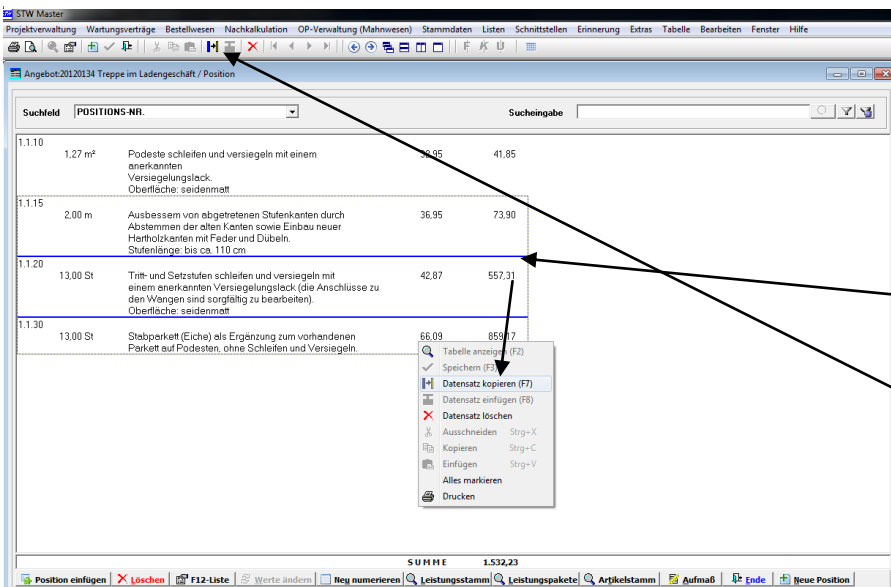 STW Master
Projektverwaltung Wartungsverträge Bestellwesen Nachkalkulation OP-Verwaltung (Mahnwesen) Stammdaten Listen Schnittstellen Erinnerung Extras Tabelle Bearbeiten Fenster Hilfe
F K U
Angebot:20120134 Treppe im Ladengeschäft / Position
Suchfeld POSITIONS-NR. Sucheingabe
1.1.10
1,27 m² Podeste schleifen und versiegeln mit einem 32,95 41,85
anerkannten
Versiegelungslack.
Oberfläche: seidenmatt
1.1.15
2,00 m Ausbessern von abgetretenen Stufenkanten durch 36,95 73,90
Abstemmen der alten Kanten sowie Einbau neuer
Hartholzkanten mit Feder und Dübeln.
Stufenlänge: bis ca. 110 cm
1.1.20
13,00 St Tritt- und Setzstufen schleifen und versiegeln mit 42,87 557,31
einem anerkannten Versiegelungslack (die Anschlüsse zu
den Wangen sind sorgfältig zu bearbeiten).
Oberfläche: seidenmatt
1.1.30
13,00 St Stabparkett (Eiche) als Ergänzung zum vorhandenen 66,09 859,17
Parkett auf Podesten, ohne Schleifen und Versiegeln.
Tabelle anzeigen (F2)
Speichern (F3)
Datensatz kopieren (F7)
Datensatz einfügen (F8)
Datensatz löschen
Ausschneiden Strg+X
Kopieren Strg+C
Einfügen Strg+V
Alles markieren
Drucken
SUMME 1.532,23
Position einfügen Löschen F12-Liste Werte ändern Neu numerieren Leistungsstamm Leistungspakete Artikelstamm Aufmaß Ende Neue Position